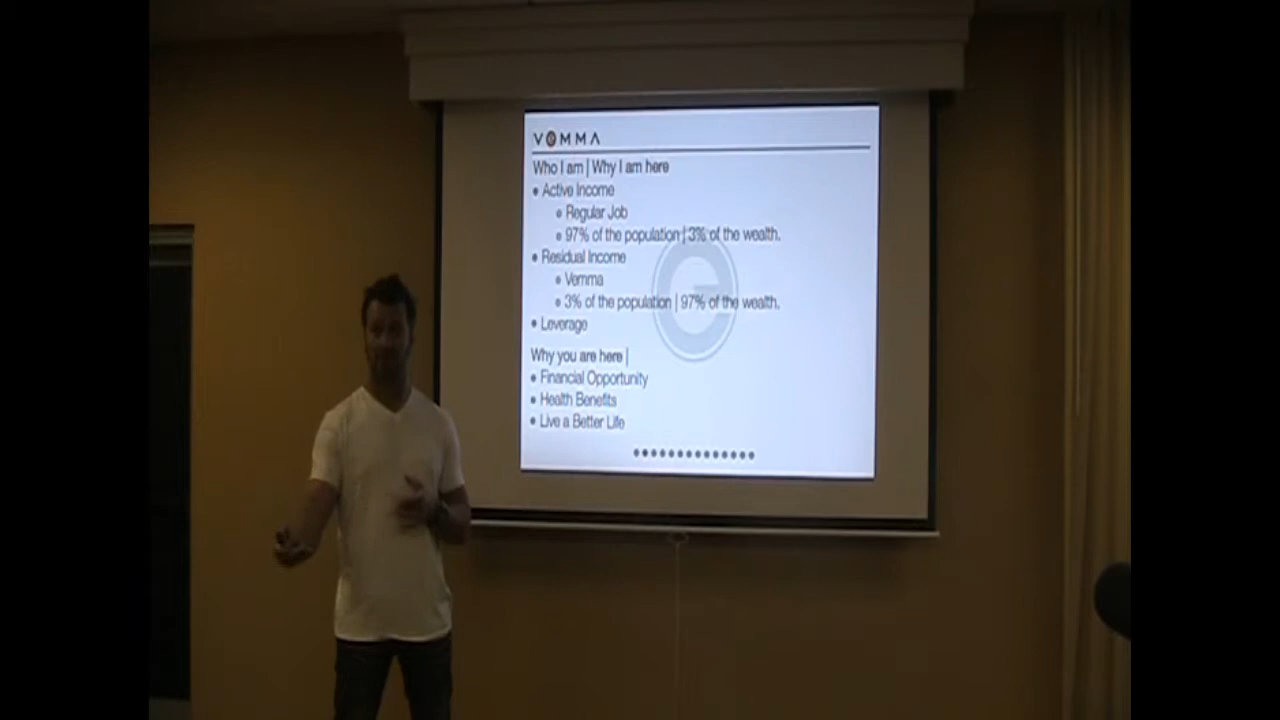 VEMMA
Who I am | Why I am here
• Active Income
• Regular Job
• 97% of the population | 3% of the wealth.
• Residual Income
• Vemma
• 3% of the population | 97% of the wealth.
• Leverage
Why you are here |
• Financial Opportunity
• Health Benefits
• Live a Better Life